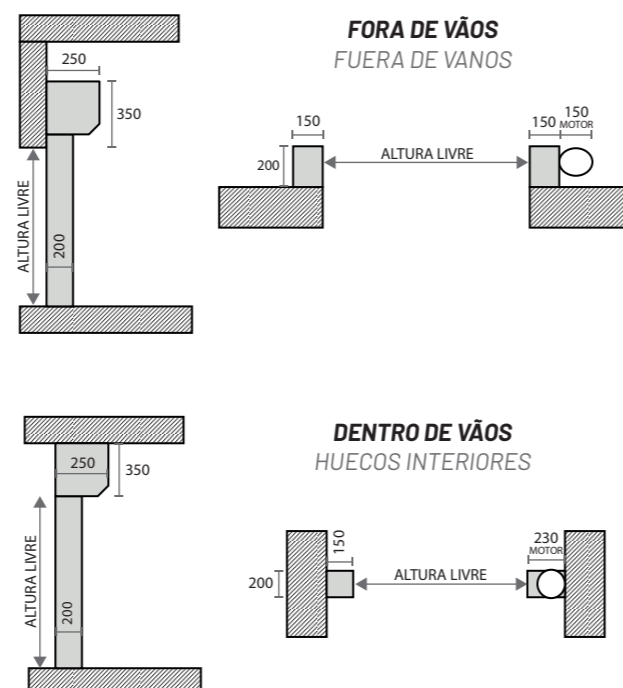 FORA DE VÃOS
FUERA DE VANOS
250
350
ALTURA LIVRE
200
150
200
ALTURA LIVRE
150
150
MOTOR
DENTRO DE VÃOS
HUECOS INTERIORES
250
350
ALTURA LIVRE
200
150
200
ALTURA LIVRE
230
MOTOR